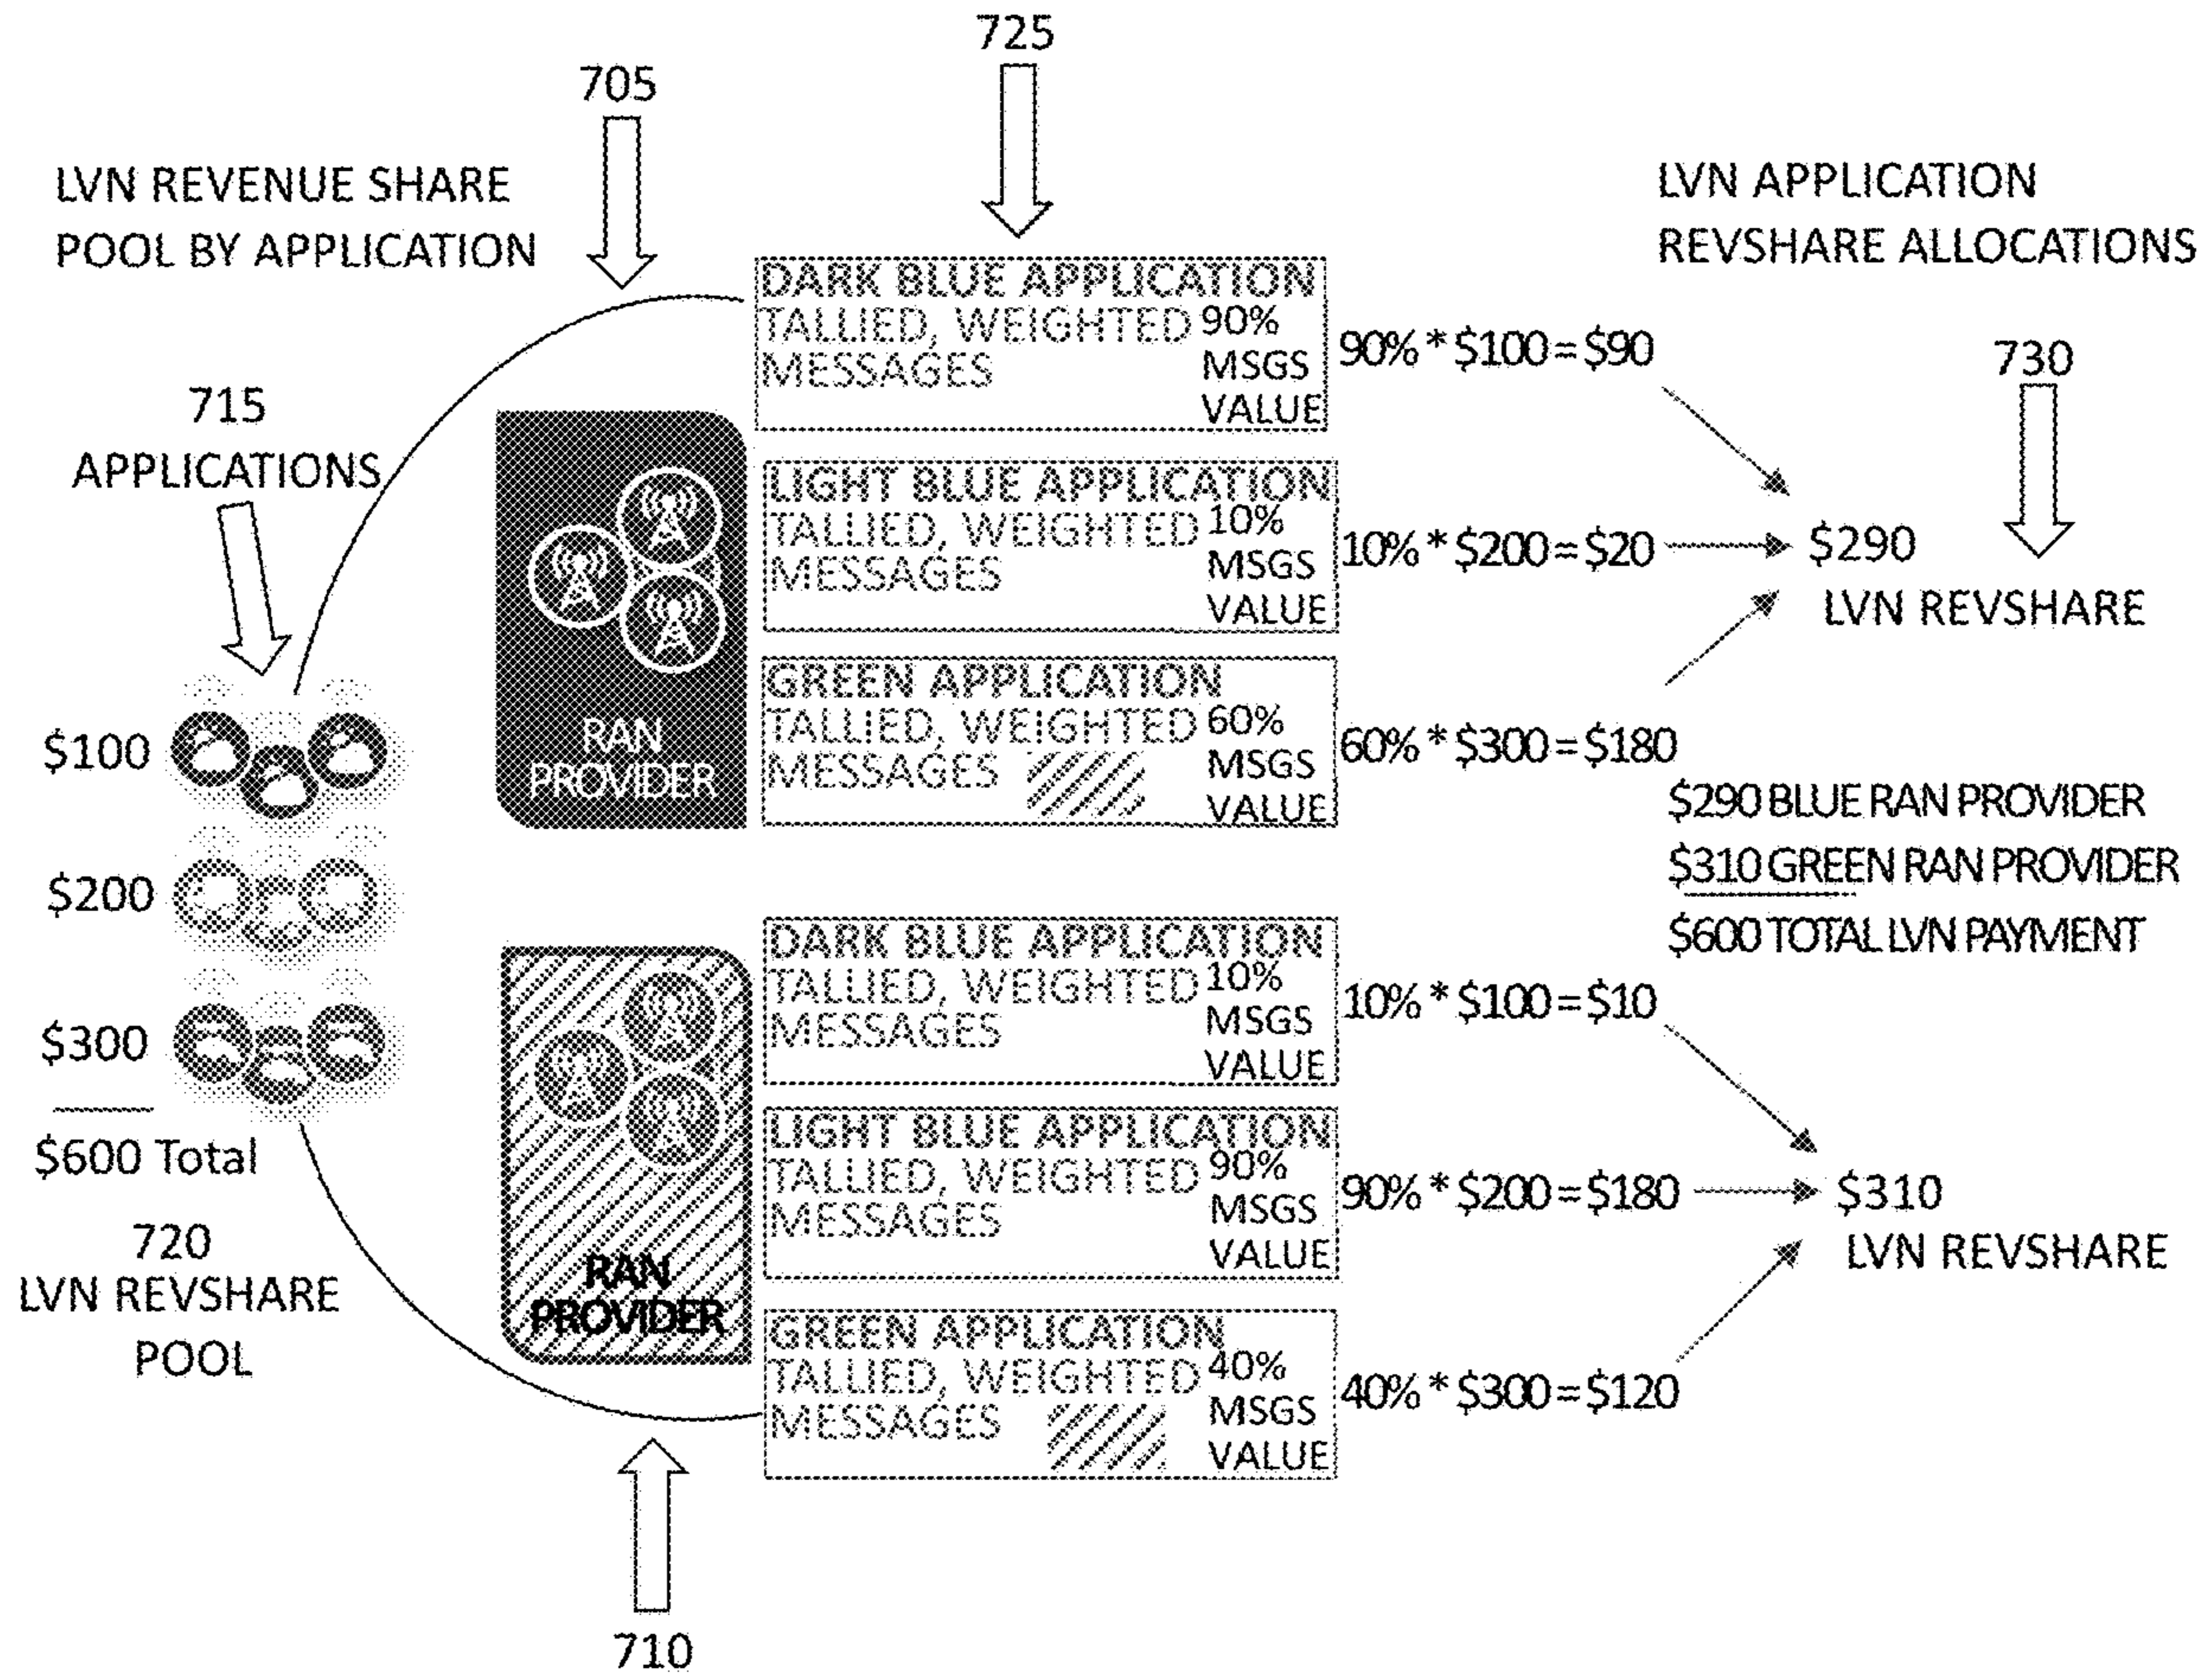 725
705
LVN REVENUE SHARE
POOL BY APPLICATION
LVN APPLICATION
REVSHARE ALLOCATIONS
715
APPLICATIONS
$100
$200
$300
$600 Total
720
LVN REVSHARE
POOL
RAN
PROVIDER
DARK BLUE APPLICATION
TALLIED, WEIGHTED
MESSAGES
90%
MSGS
VALUE
90% * $100 = $90
LIGHT BLUE APPLICATION
TALLIED, WEIGHTED
MESSAGES
10%
MSGS
VALUE
10% * $200 = $20
GREEN APPLICATION
TALLIED, WEIGHTED
MESSAGES
60%
MSGS
VALUE
60% * $300 = $180
730
$290
LVN REVSHARE
$290 BLUE RAN PROVIDER
$310 GREEN RAN PROVIDER
$600 TOTAL LVN PAYMENT
RAN
PROVIDER
DARK BLUE APPLICATION
TALLIED, WEIGHTED
MESSAGES
10%
MSGS
VALUE
10% * $100 = $10
LIGHT BLUE APPLICATION
TALLIED, WEIGHTED
MESSAGES
90%
MSGS
VALUE
90% * $200 = $180
GREEN APPLICATION
TALLIED, WEIGHTED
MESSAGES
40%
MSGS
VALUE
40% * $300 = $120
$310
LVN REVSHARE
710